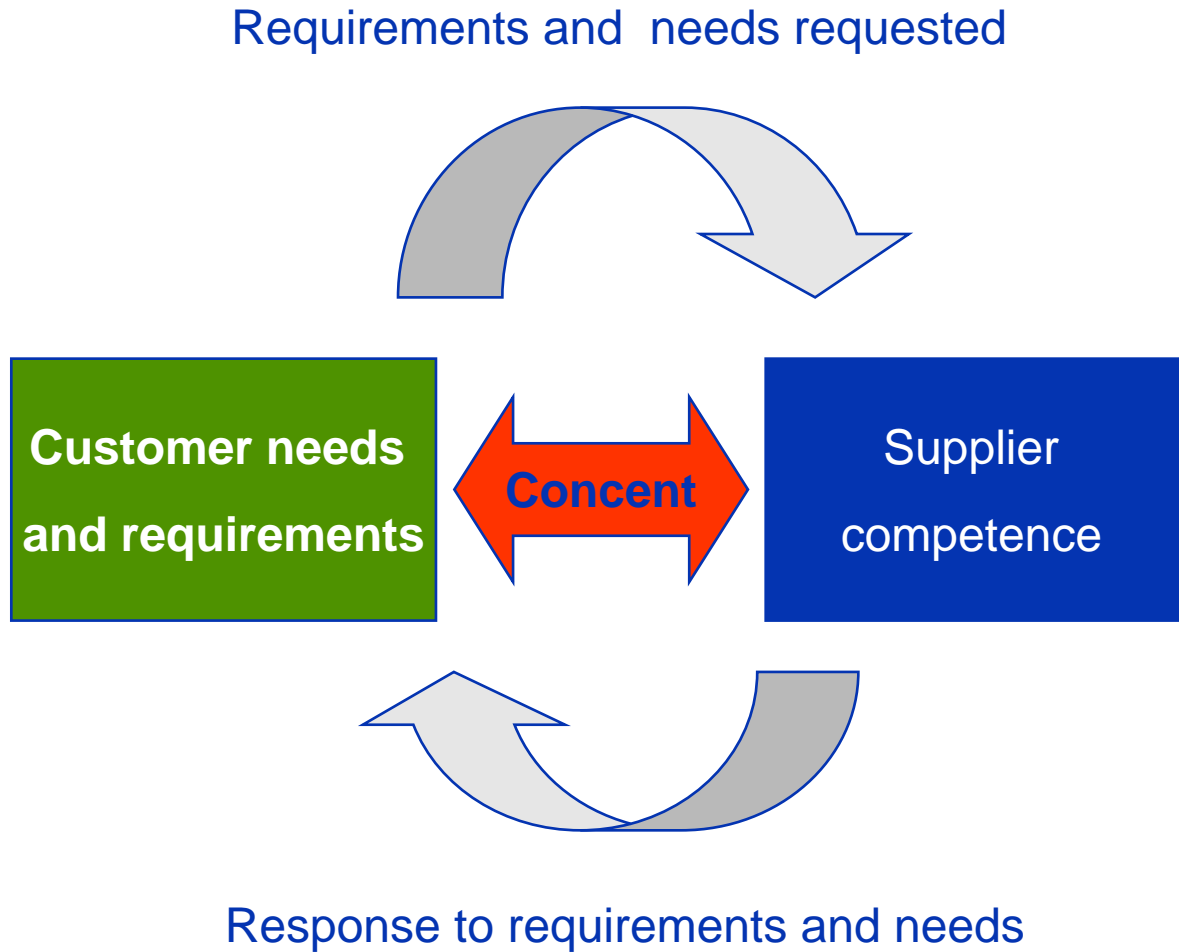 Requirements and  needs requested
Customer needs
and requirements
Concent
Supplier
competence
Response to requirements and needs